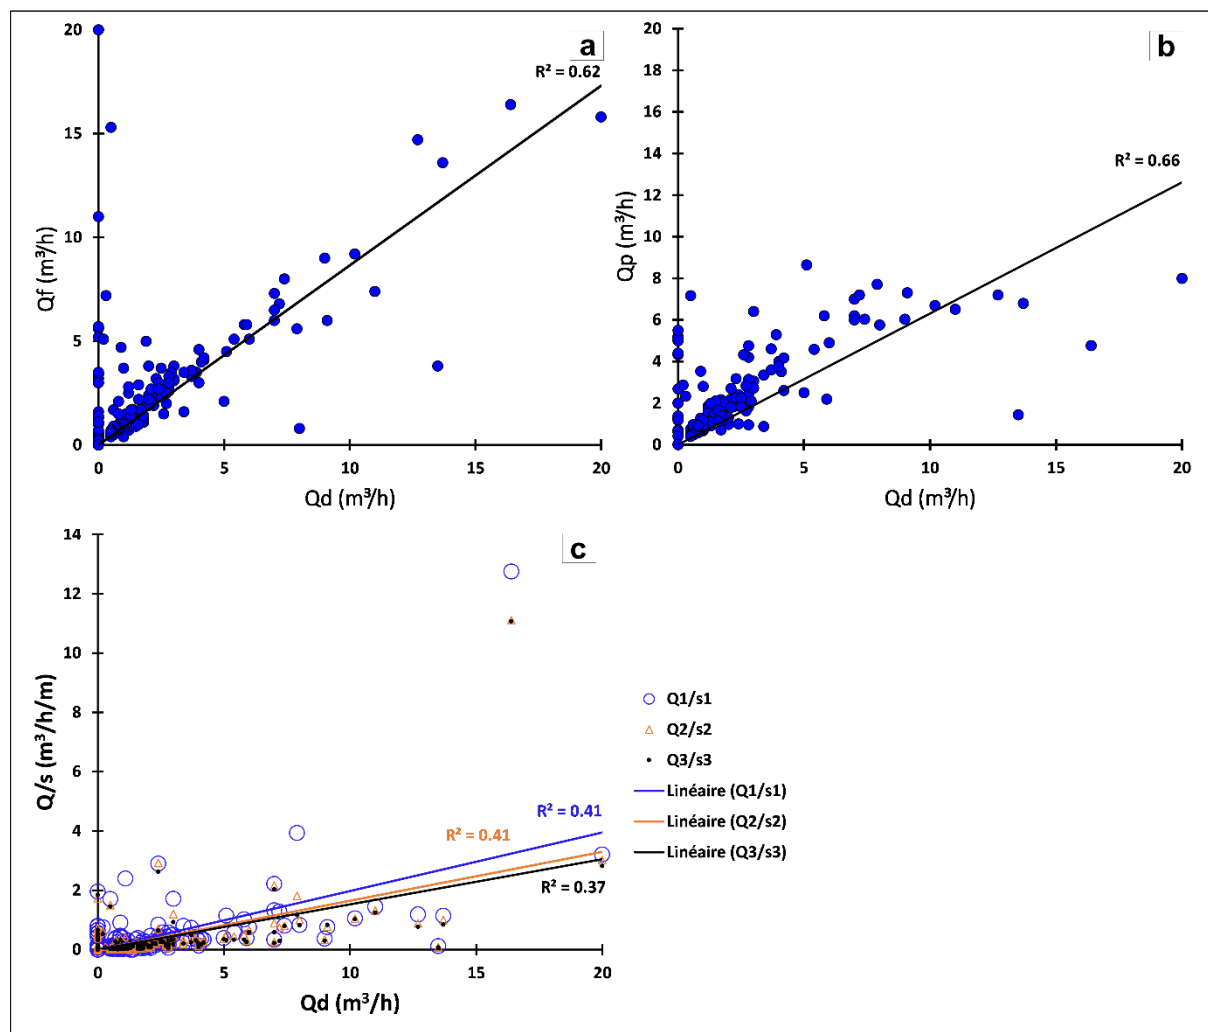 a
R² = 0.62
20
15
10
5
0
Qf (m³/h)
0 5 10 15 20
Qd (m³/h)
b
R² = 0.66
20
18
16
14
12
10
8
6
4
2
0
Qp (m³/h)
0 5 10 15 20
Qd (m³/h)
c
14
12
10
8
6
4
2
0
Q/s (m³/h/m)
R² = 0.41
R² = 0.41
R² = 0.37
0 5 10 15 20
Qd (m³/h)
Q1/s1
Q2/s2
Q3/s3
Linéaire (Q1/s1)
Linéaire (Q2/s2)
Linéaire (Q3/s3)